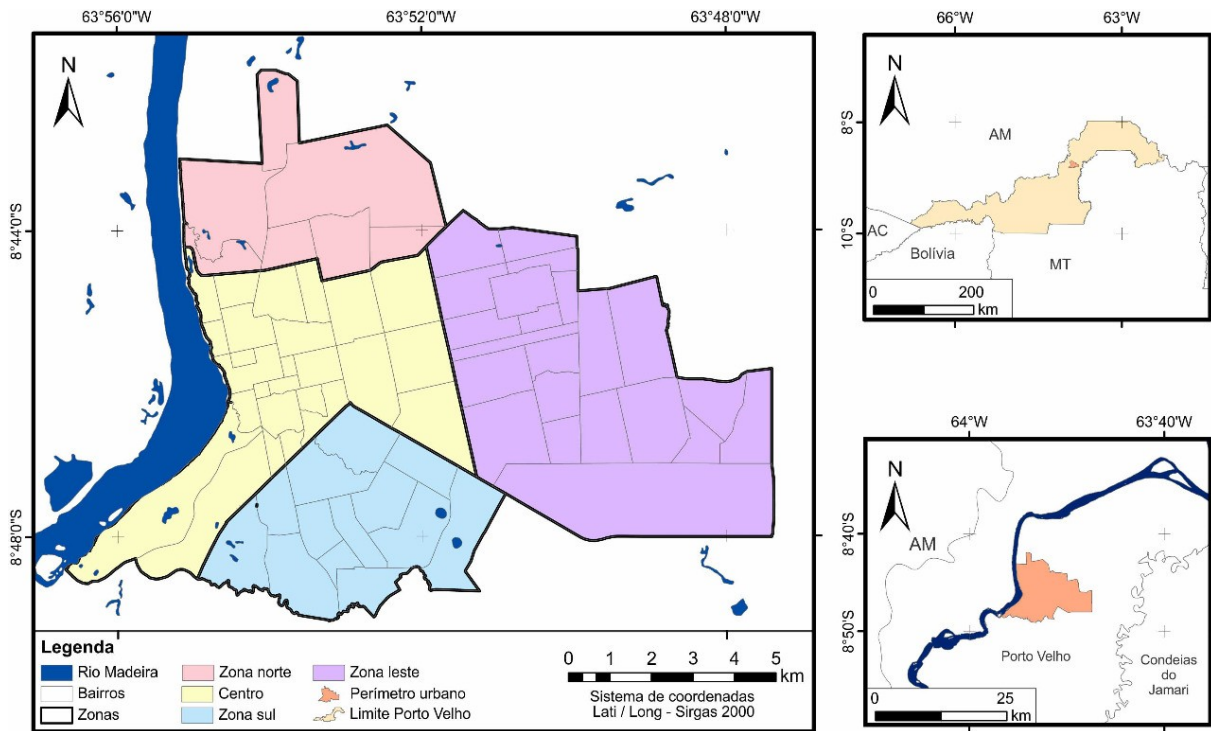 63°56'0"W 63°52'0"W 63°48'0"W
N
8°44'0"S
8°48'0"S
Legenda
Rio Madeira
Bairros
Zonas
Zona norte
Centro
Zona sul
Zona leste
Perímetro urbano
Limite Porto Velho
0 1 2 3 4 5
km
Sistema de coordenadas
Lati / Long - Sirgas 2000
66°W 63°W
N
8°S
10°S
AM
AC
Bolívia
MT
0 200
km
64°W 63°40'W
N
8°40'S
8°50'S
AM
Porto Velho
Condeias
do
Jamari
0 25
km